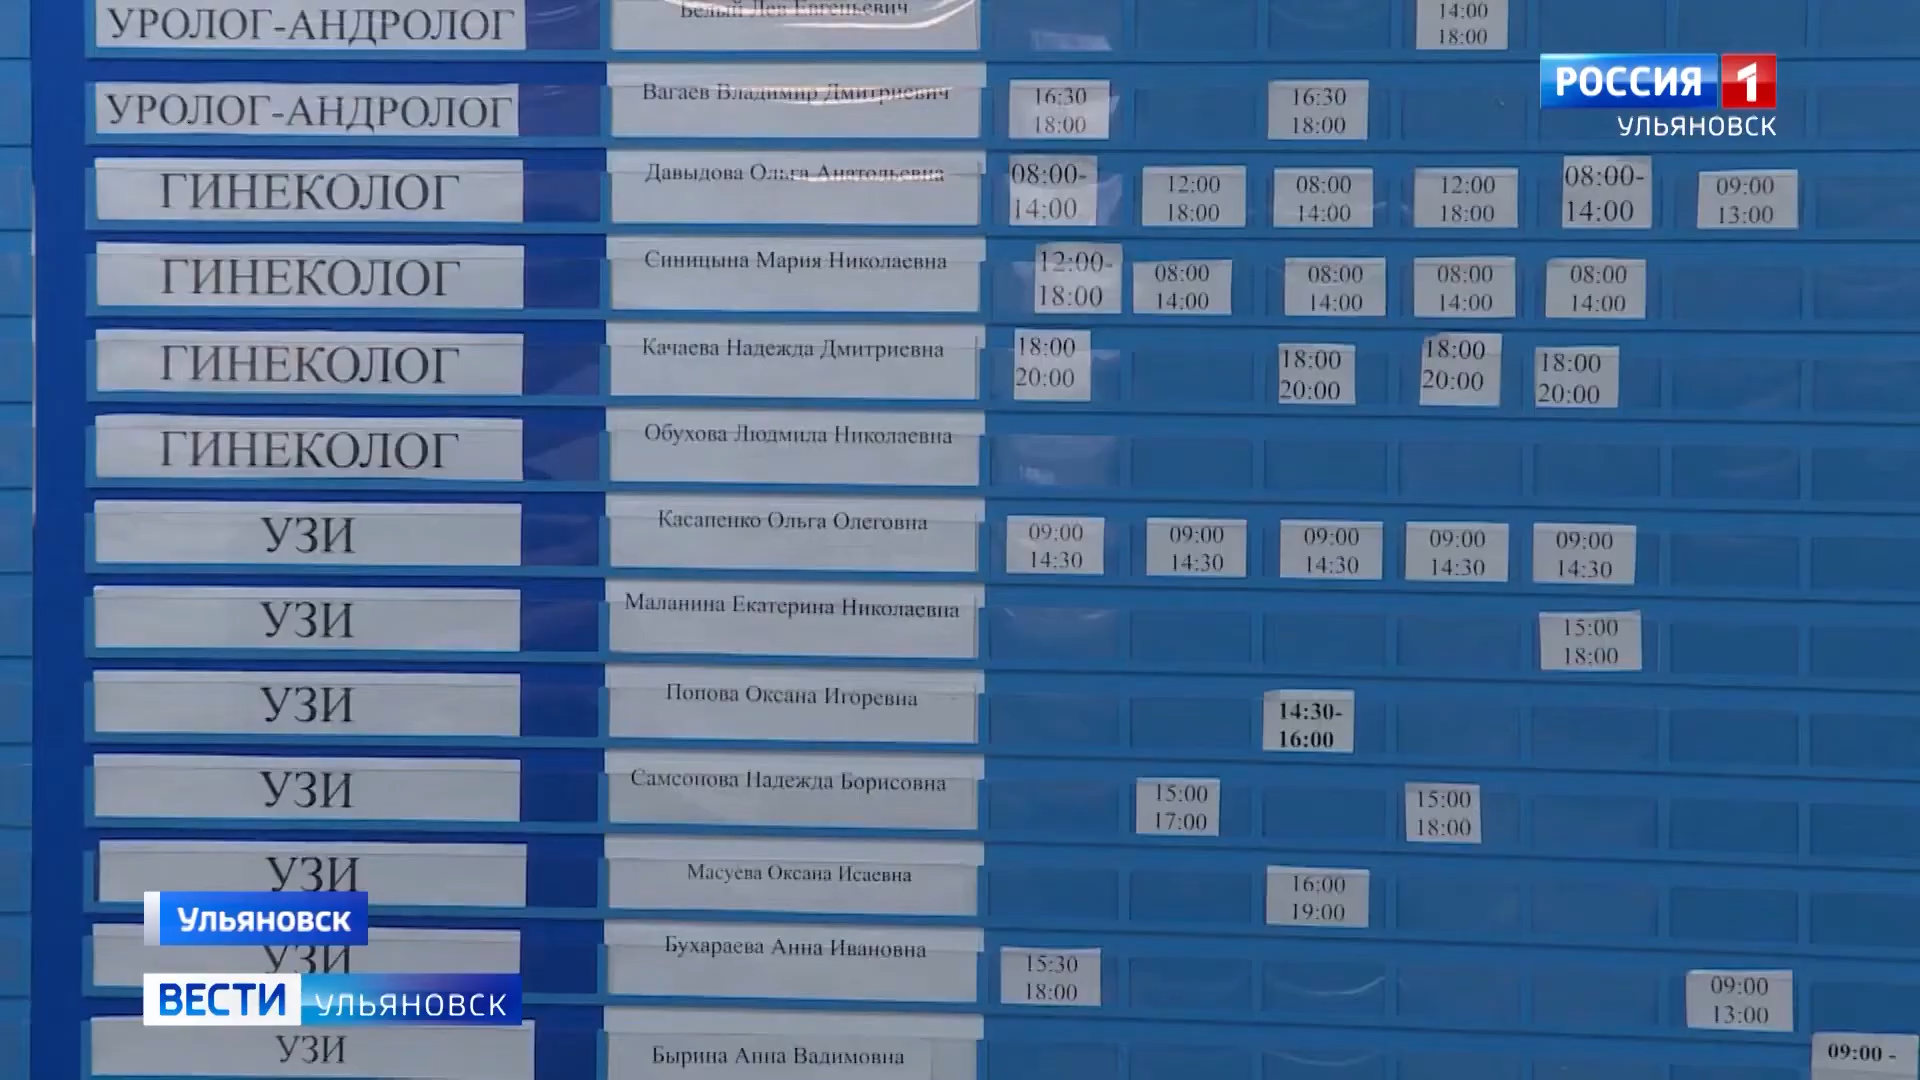 УРОЛОГ-АНДРОЛОГ Белый Лев Евгеньевич 14:00 18:00
РОССИЯ 1
УЛЬЯНОВСК
УРОЛОГ-АНДРОЛОГ Вагаев Владимир Дмитриевич 16:30 18:00 16:30 18:00
ГИНЕКОЛОГ Давыдова Ольга Анатольевна 08:00- 14:00 12:00 18:00 08:00 14:00 12:00 18:00 08:00- 14:00 09:00 13:00
ГИНЕКОЛОГ Синицына Мария Николаевна 12:00- 18:00 08:00 14:00 08:00 14:00 08:00 14:00 08:00 14:00
ГИНЕКОЛОГ Качаева Надежда Дмитриевна 18:00 20:00 18:00 20:00 18:00 20:00 18:00 20:00
ГИНЕКОЛОГ Обухова Людмила Николаевна
УЗИ Касапенко Ольга Олеговна 09:00 14:30 09:00 14:30 09:00 14:30 09:00 14:30 09:00 14:30
УЗИ Маланина Екатерина Николаевна 15:00 18:00
УЗИ Попова Оксана Игоревна 14:30- 16:00
УЗИ Самсонова Надежда Борисовна 15:00 17:00 15:00 18:00
УЗИ Масуева Оксана Исаевна 16:00 19:00
Ульяновск
УЗИ Бухараева Анна Ивановна 15:30 18:00 09:00 13:00
ВЕСТИ УЛЬЯНОВСК
УЗИ Бырина Анна Вадимовна 09:00 -